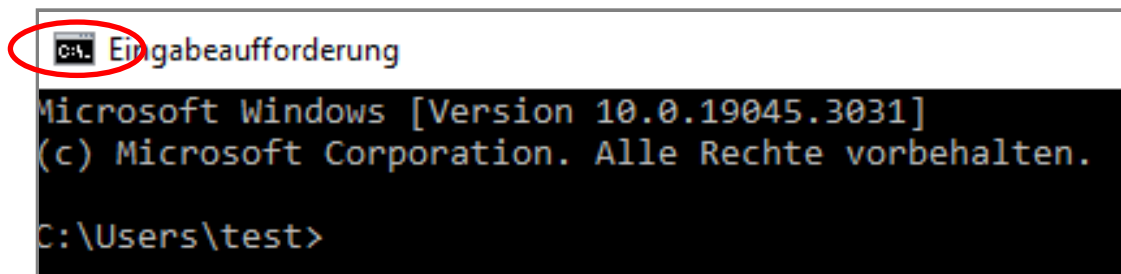 C:\.
Eingabeaufforderung
Microsoft Windows [Version 10.0.19045.3031]
(c) Microsoft Corporation. Alle Rechte vorbehalten.
C:\Users\test>